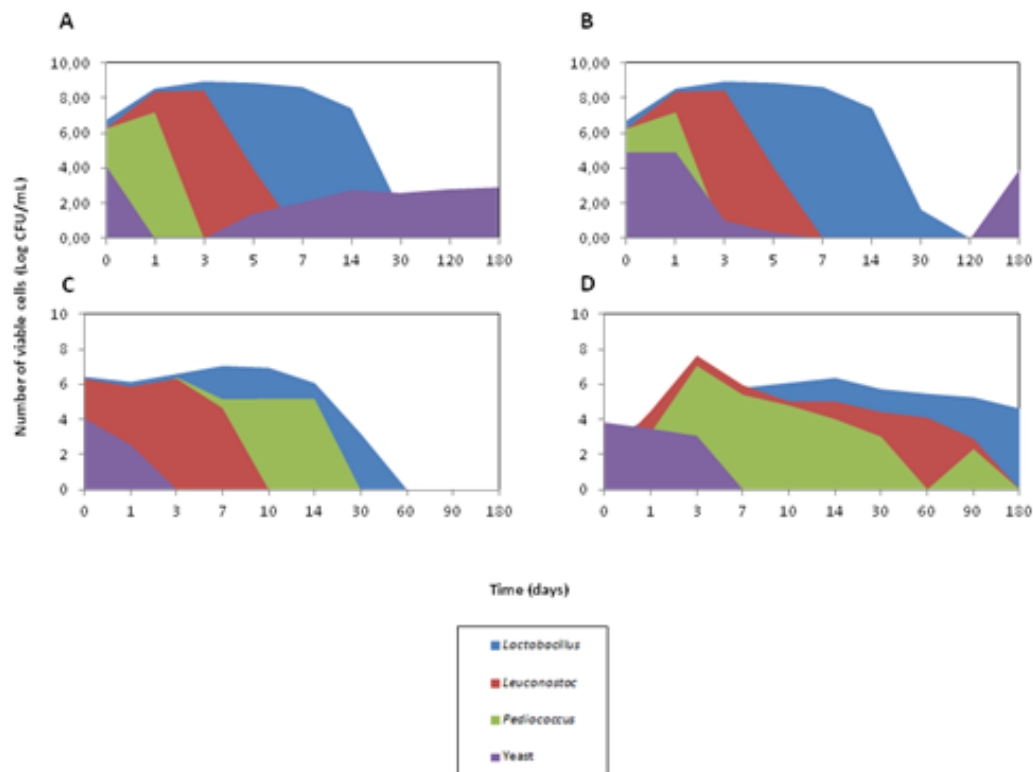 A
10,00
8,00
6,00
4,00
2,00
0,00
0 1 3 5 7 14 30 120 180
B
10,00
8,00
6,00
4,00
2,00
0,00
0 1 3 5 7 14 30 120 180
C
10
8
6
4
2
0
0 1 3 7 10 14 30 60 90 180
D
10
8
6
4
2
0
0 1 3 7 10 14 30 60 90 180
Number of viable cells (Log CFU/mL)
Time (days)
Lactobacillus
Leuconostoc
Pediococcus
Yeast